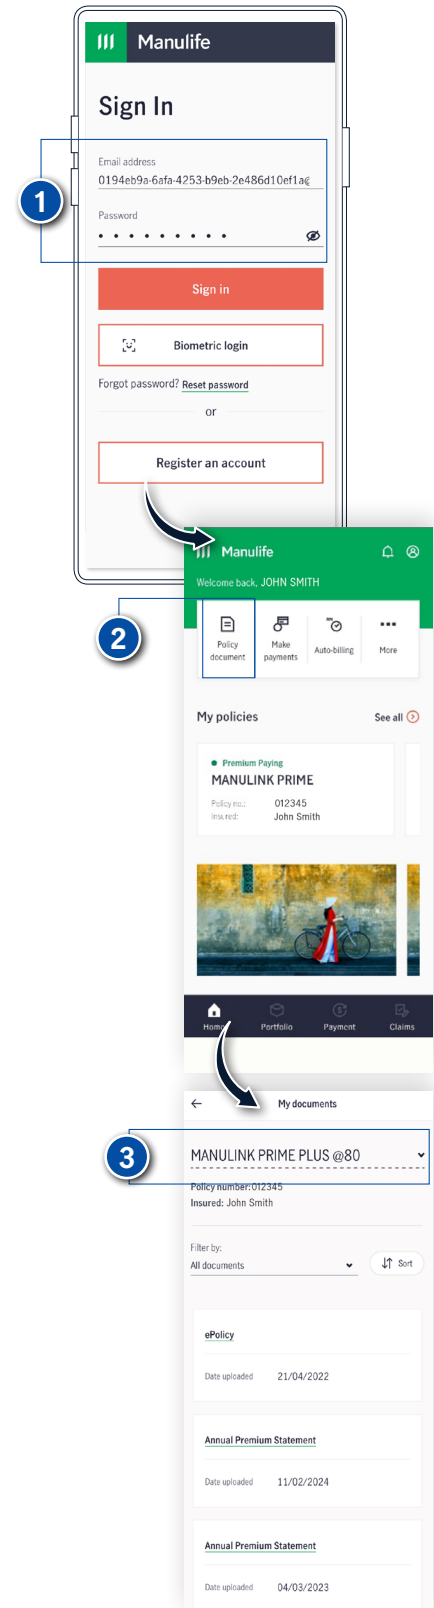 Manulife
Sign In
Email address
0194eb9a-6afa-4253-b9eb-2e486d10ef1a@
1
Password
Sign in
Biometric login
Forgot password? Reset password
or
Register an account
Manulife
Welcome back, JOHN SMITH
2
Policy document
Make payments
Auto-billing
More
My policies
See all
Premium Paying
MANULINK PRIME
Policy no.: 012345
Insured: John Smith
Home
Portfolio
Payment
Claims
My documents
3
MANULINK PRIME PLUS @80
Policy number: 012345
Insured: John Smith
Filter by:
All documents
Sort
ePolicy
Date uploaded 21/04/2022
Annual Premium Statement
Date uploaded 11/02/2024
Annual Premium Statement
Date uploaded 04/03/2023